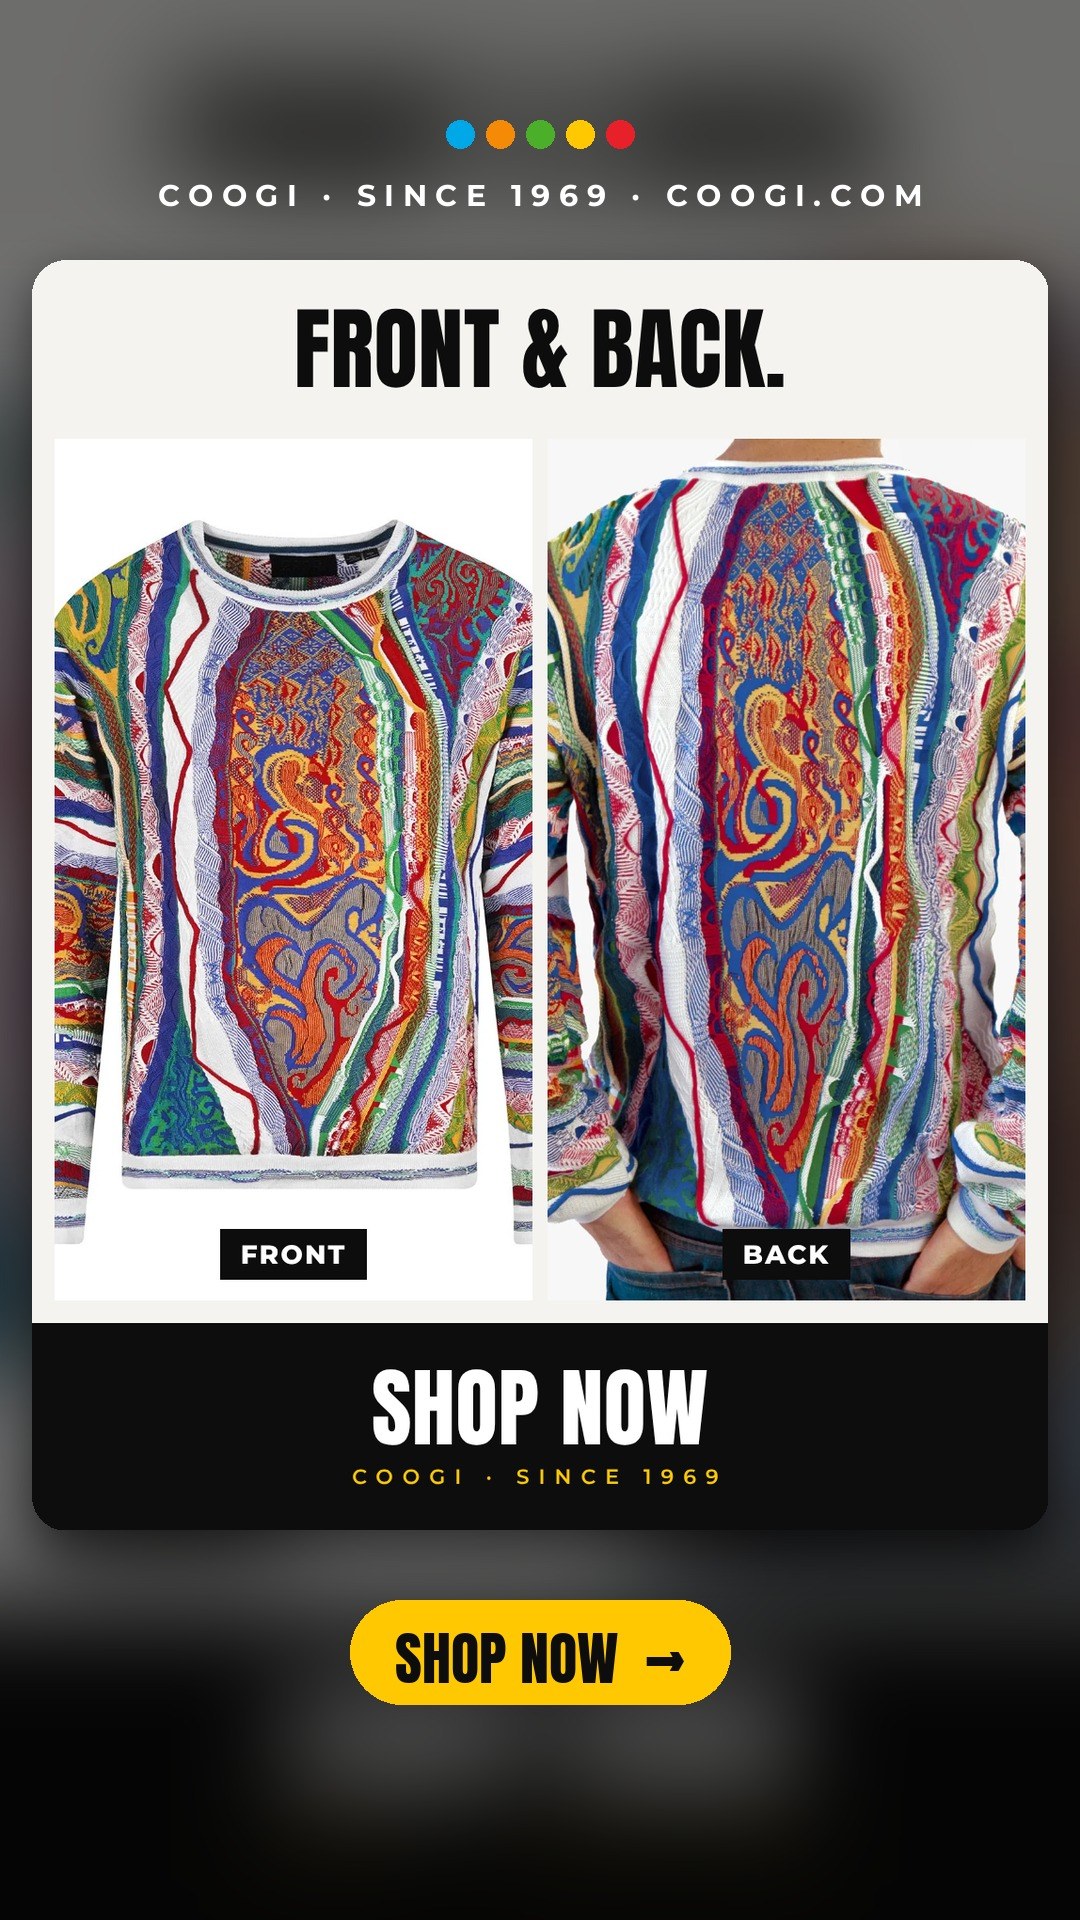 COOGI · SINCE 1969 · COOGI.COM
FRONT & BACK.
FRONT
BACK
SHOP NOW
COOGI · SINCE 1969
SHOP NOW →